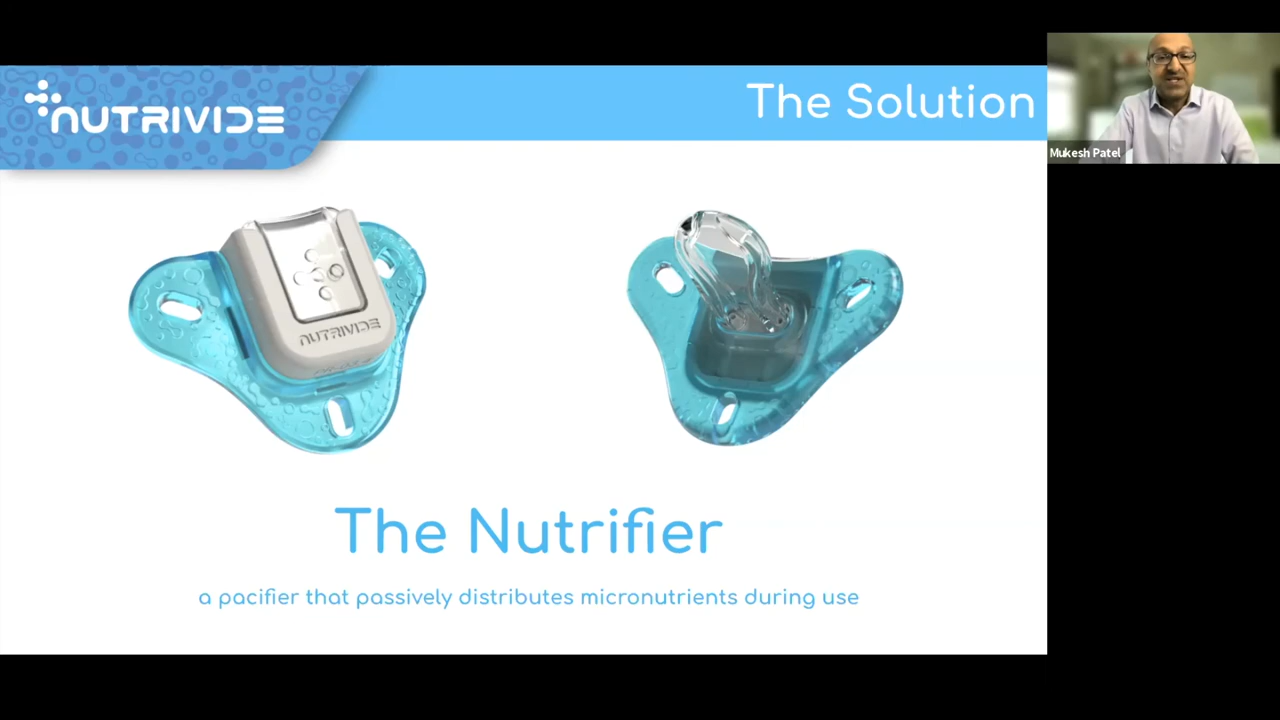 NUTRIVIDE
The Solution
Mukesh Patel
NUTRIVIDE
The Nutrifier
a pacifier that passively distributes micronutrients during use